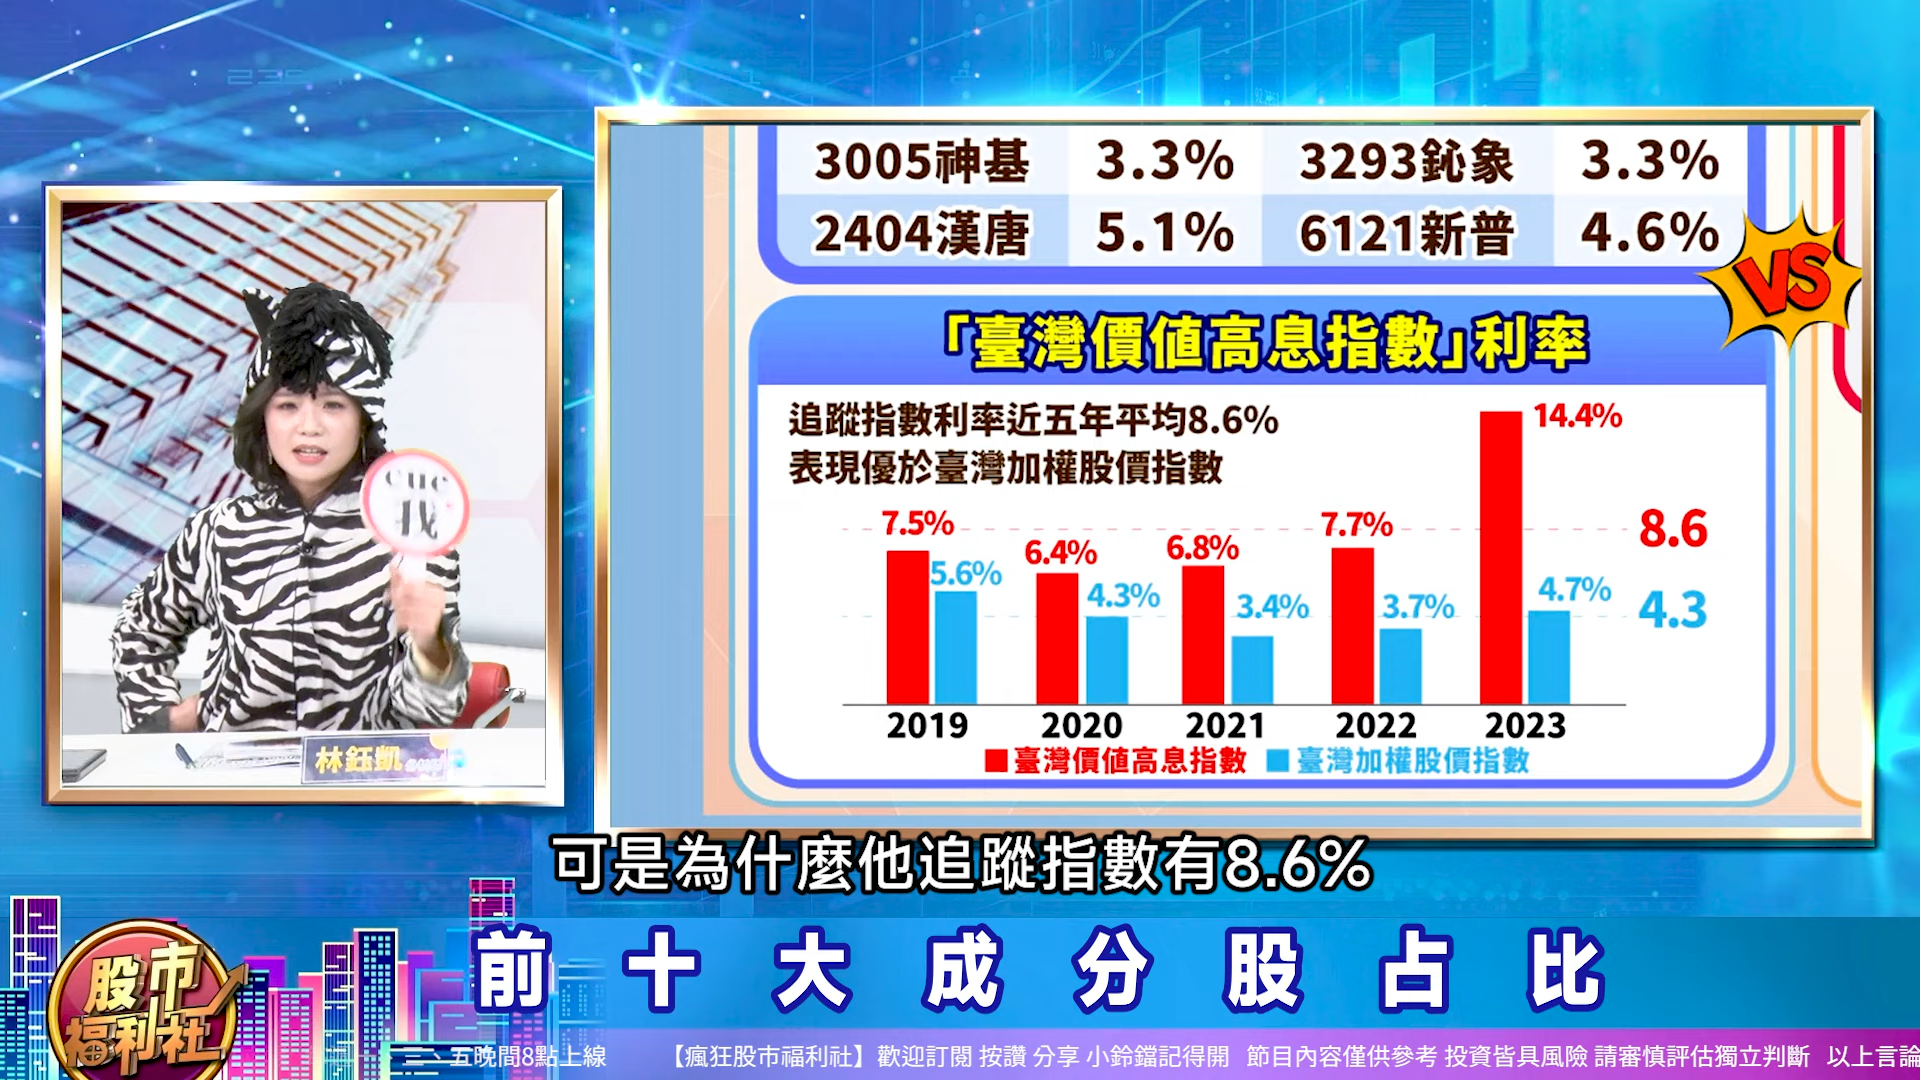 3005神基 3.3% 3293鈊象 3.3%
2404漢唐 5.1% 6121新普 4.6%
VS
「臺灣價值高息指數」利率
追蹤指數利率近五年平均8.6%
表現優於臺灣加權股價指數
14.4%
7.5% 7.7% 8.6
6.4% 6.8%
5.6% 4.3% 3.4% 3.7% 4.7% 4.3
2019 2020 2021 2022 2023
臺灣價值高息指數 臺灣加權股價指數
cue
我
林鈺凱
可是為什麼他追蹤指數有8.6%
前十大成分股占比
股市
福利社
三、五晚間8點上線 【瘋狂股市福利社】歡迎訂閱 按讚 分享 小鈴鐺記得開 節目內容僅供參考 投資皆具風險 請審慎評估獨立判斷 以上言論